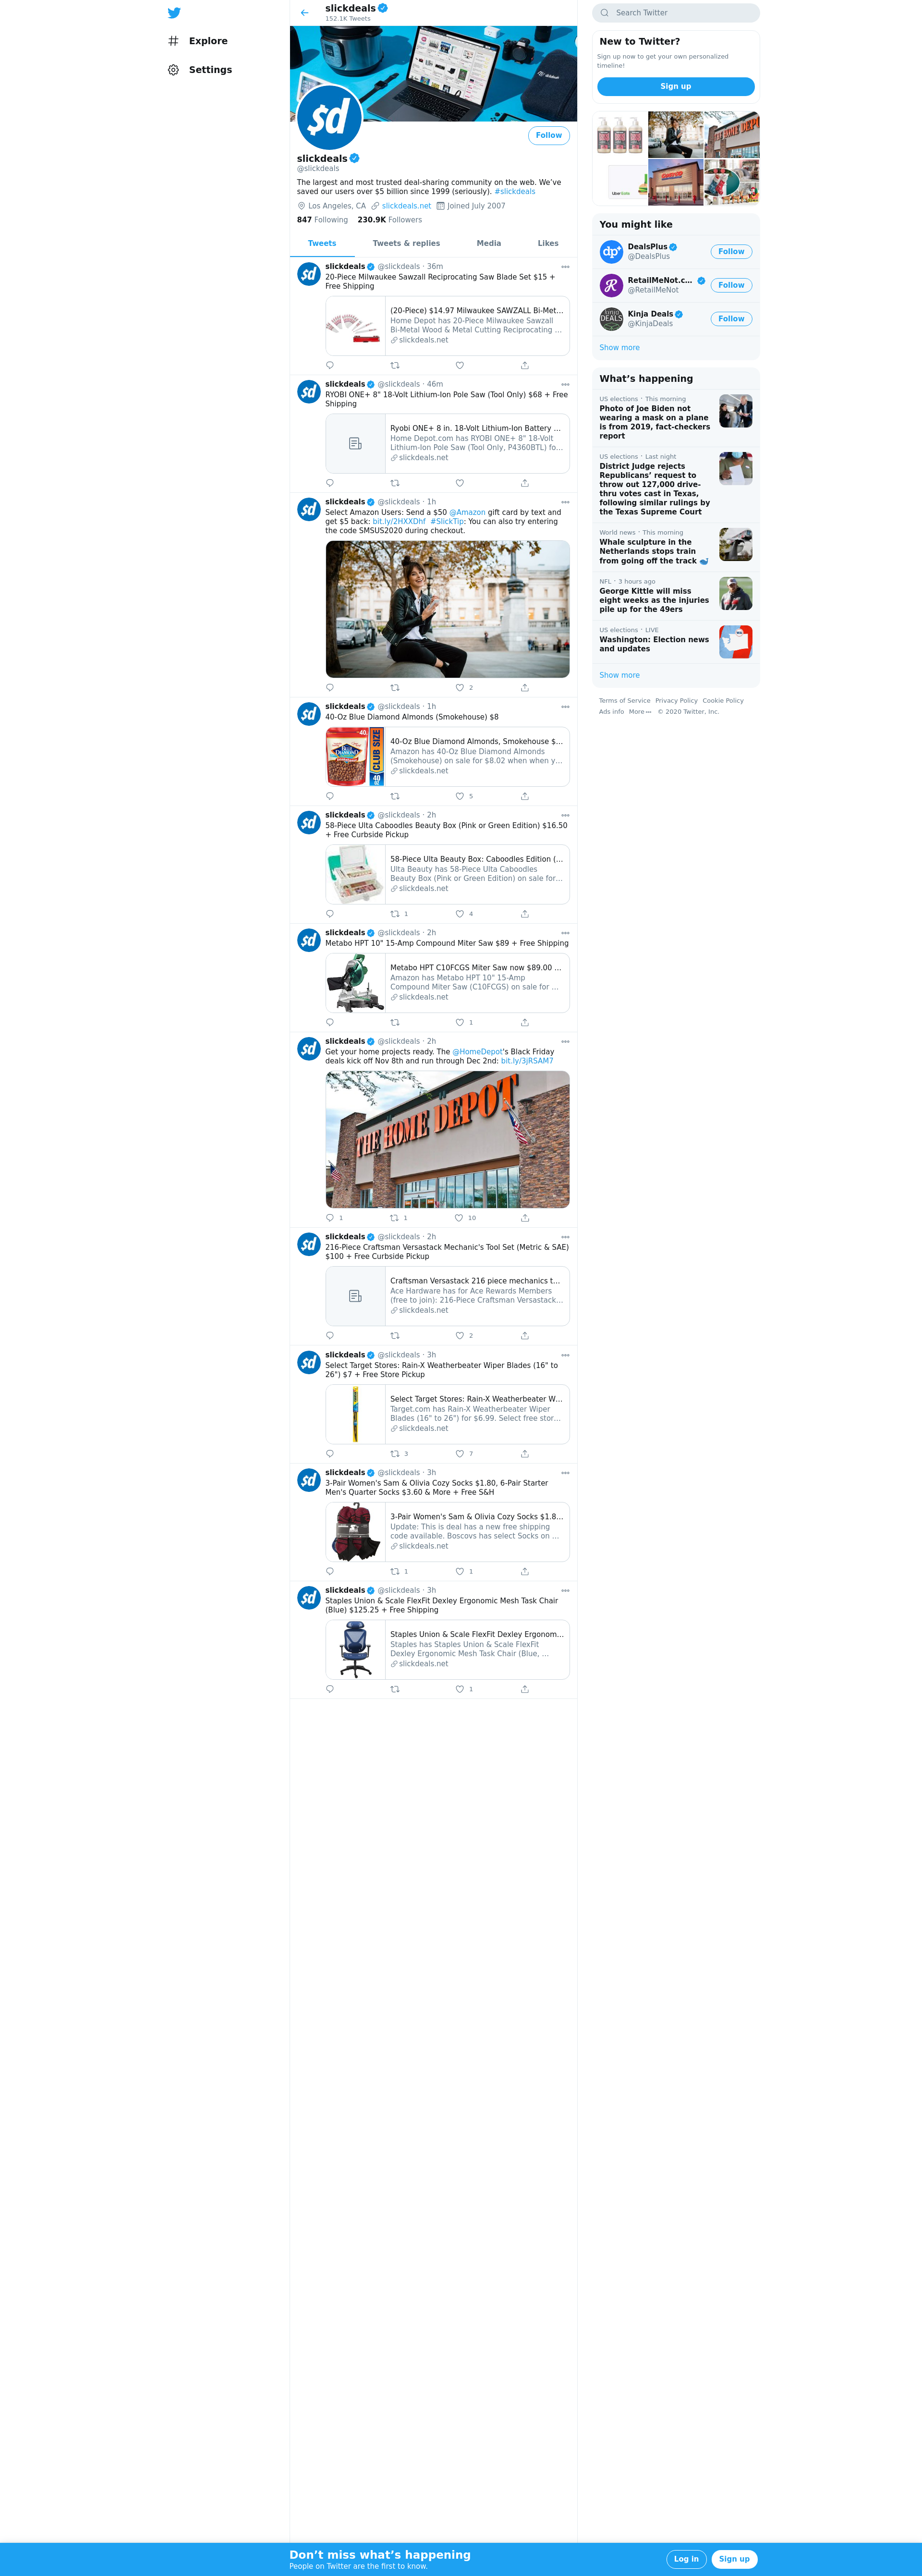 Explore
Settings
slickdeals
152.1K Tweets
slickdeals
Follow
slickdeals
@slickdeals
The largest and most trusted deal-sharing community on the web. We’ve
saved our users over $5 billion since 1999 (seriously). #slickdeals
Los Angeles, CA slickdeals.net Joined July 2007
847 Following 230.9K Followers
Tweets Tweets & replies Media Likes
slickdeals @slickdeals · 36m
20-Piece Milwaukee Sawzall Reciprocating Saw Blade Set $15 +
Free Shipping
(20-Piece) $14.97 Milwaukee SAWZALL Bi-Met...
Home Depot has 20-Piece Milwaukee Sawzall
Bi-Metal Wood & Metal Cutting Reciprocating ...
slickdeals.net
slickdeals @slickdeals · 46m
RYOBI ONE+ 8" 18-Volt Lithium-Ion Pole Saw (Tool Only) $68 + Free
Shipping
Ryobi ONE+ 8 in. 18-Volt Lithium-Ion Battery ...
Home Depot.com has RYOBI ONE+ 8" 18-Volt
Lithium-Ion Pole Saw (Tool Only, P4360BTL) fo...
slickdeals.net
slickdeals @slickdeals · 1h
Select Amazon Users: Send a $50 @Amazon gift card by text and
get $5 back: bit.ly/2HXXDhf #SlickTip: You can also try entering
the code SMSUS2020 during checkout.
2
slickdeals @slickdeals · 1h
40-Oz Blue Diamond Almonds (Smokehouse) $8
BLUE DIAMOND
CLUB SIZE
40
40-Oz Blue Diamond Almonds, Smokehouse $...
Amazon has 40-Oz Blue Diamond Almonds
(Smokehouse) on sale for $8.02 when when y...
slickdeals.net
5
slickdeals @slickdeals · 2h
58-Piece Ulta Caboodles Beauty Box (Pink or Green Edition) $16.50
+ Free Curbside Pickup
58-Piece Ulta Beauty Box: Caboodles Edition (...
Ulta Beauty has 58-Piece Ulta Caboodles
Beauty Box (Pink or Green Edition) on sale for...
slickdeals.net
1 4
slickdeals @slickdeals · 2h
Metabo HPT 10" 15-Amp Compound Miter Saw $89 + Free Shipping
Metabo HPT C10FCGS Miter Saw now $89.00 ...
Amazon has Metabo HPT 10" 15-Amp
Compound Miter Saw (C10FCGS) on sale for ...
slickdeals.net
1
slickdeals @slickdeals · 2h
Get your home projects ready. The @HomeDepot's Black Friday
deals kick off Nov 8th and run through Dec 2nd: bit.ly/3jRSAM7
THE HOME DEPOT
1 1 10
slickdeals @slickdeals · 2h
216-Piece Craftsman Versastack Mechanic's Tool Set (Metric & SAE)
$100 + Free Curbside Pickup
Craftsman Versastack 216 piece mechanics t...
Ace Hardware has for Ace Rewards Members
(free to join): 216-Piece Craftsman Versastack...
slickdeals.net
2
slickdeals @slickdeals · 3h
Select Target Stores: Rain-X Weatherbeater Wiper Blades (16" to
26") $7 + Free Store Pickup
Select Target Stores: Rain-X Weatherbeater W...
Target.com has Rain-X Weatherbeater Wiper
Blades (16" to 26") for $6.99. Select free stor...
slickdeals.net
3 7
slickdeals @slickdeals · 3h
3-Pair Women's Sam & Olivia Cozy Socks $1.80, 6-Pair Starter
Men's Quarter Socks $3.60 & More + Free S&H
3-Pair Women's Sam & Olivia Cozy Socks $1.8...
Update: This is deal has a new free shipping
code available. Boscovs has select Socks on ...
slickdeals.net
1 1
slickdeals @slickdeals · 3h
Staples Union & Scale FlexFit Dexley Ergonomic Mesh Task Chair
(Blue) $125.25 + Free Shipping
Staples Union & Scale FlexFit Dexley Ergonom...
Staples has Staples Union & Scale FlexFit
Dexley Ergonomic Mesh Task Chair (Blue, ...
slickdeals.net
1
Search Twitter
New to Twitter?
Sign up now to get your own personalized
timeline!
Sign up
THE HOME DEPOT
Uber Eats
You might like
DealsPlus
@DealsPlus
Follow
RetailMeNot.c...
@RetailMeNot
Follow
KINJA DEALS
Kinja Deals
@KinjaDeals
Follow
Show more
What’s happening
US elections · This morning
Photo of Joe Biden not
wearing a mask on a plane
is from 2019, fact-checkers
report
US elections · Last night
District Judge rejects
Republicans’ request to
throw out 127,000 drive-
thru votes cast in Texas,
following similar rulings by
the Texas Supreme Court
World news · This morning
Whale sculpture in the
Netherlands stops train
from going off the track 🐋
NFL · 3 hours ago
George Kittle will miss
eight weeks as the injuries
pile up for the 49ers
US elections · LIVE
Washington: Election news
and updates
Show more
Terms of Service Privacy Policy Cookie Policy
Ads info More © 2020 Twitter, Inc.
Don’t miss what’s happening
People on Twitter are the first to know.
Log in
Sign up